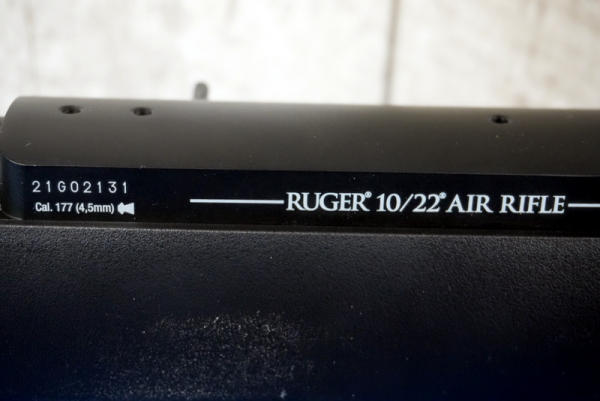 21G02131
Cal. 177 (4,5mm)
RUGER® 10/22® AIR RIFLE